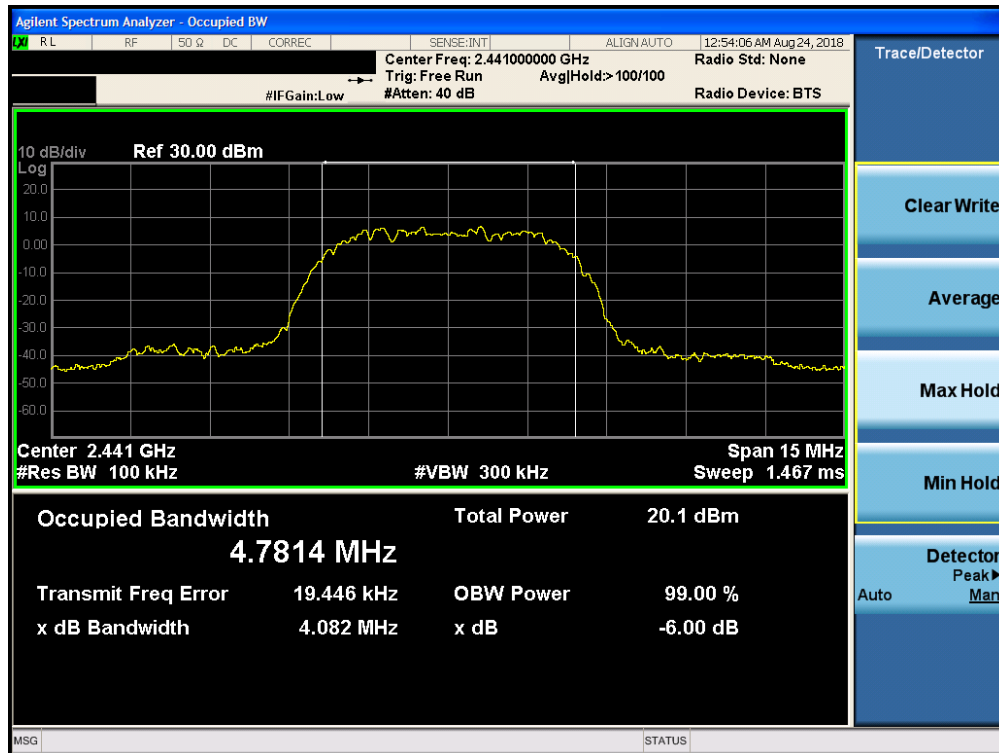 Agilent Spectrum Analyzer - Occupied BW
LXI RL RF 50 Ω DC CORREC SENSE:INT ALIGN AUTO 12:54:06 AM Aug 24, 2018
Center Freq: 2.441000000 GHz Radio Std: None
Trig: Free Run Avg|Hold:> 100/100
#IFGain:Low #Atten: 40 dB Radio Device: BTS
10 dB/div Ref 30.00 dBm
Log
20.0
10.0
0.00
-10.0
-20.0
-30.0
-40.0
-50.0
-60.0
Center 2.441 GHz Span 15 MHz
#Res BW 100 kHz #VBW 300 kHz Sweep 1.467 ms
Occupied Bandwidth Total Power 20.1 dBm
4.7814 MHz
Transmit Freq Error 19.446 kHz OBW Power 99.00 %
x dB Bandwidth 4.082 MHz x dB -6.00 dB
MSG STATUS
Trace/Detector
Clear Write
Average
Max Hold
Min Hold
Detector
Peak▶
Auto Man